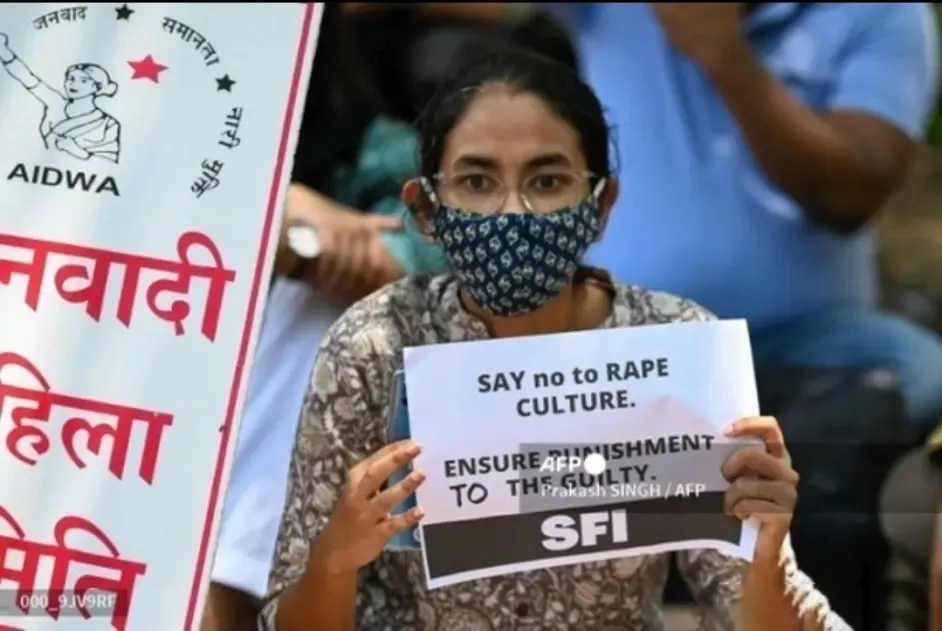 जनवाद
समानता
नारी मुक्ति
AIDWA
नवादी
हिला
मिति
SAY no to RAPE
CULTURE.
ENSURE PUNISHMENT
TO THE GUILTY.
SFI
AFP
Prakash SINGH / AFP
000_9JV9RF